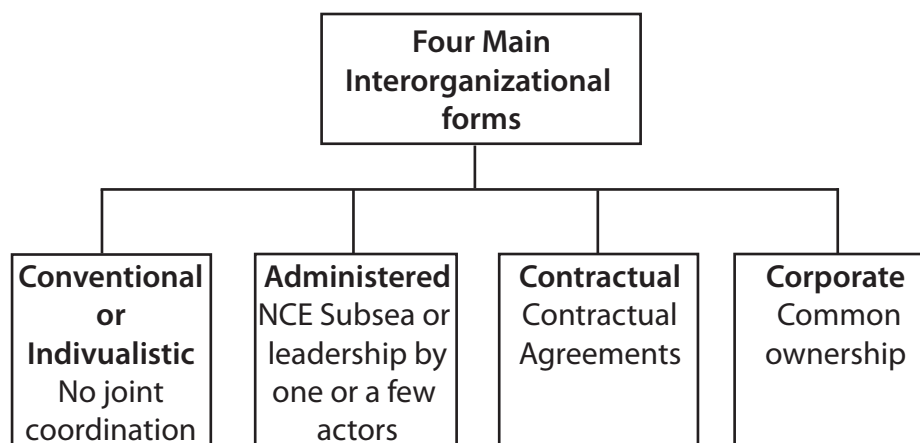 Four Main
Interorganizational
forms
Conventional
or
Indivualistic
No joint
coordination
Administered
NCE Subsea or
leadership by
one or a few
actors
Contractual
Contractual
Agreements
Corporate
Common
ownership